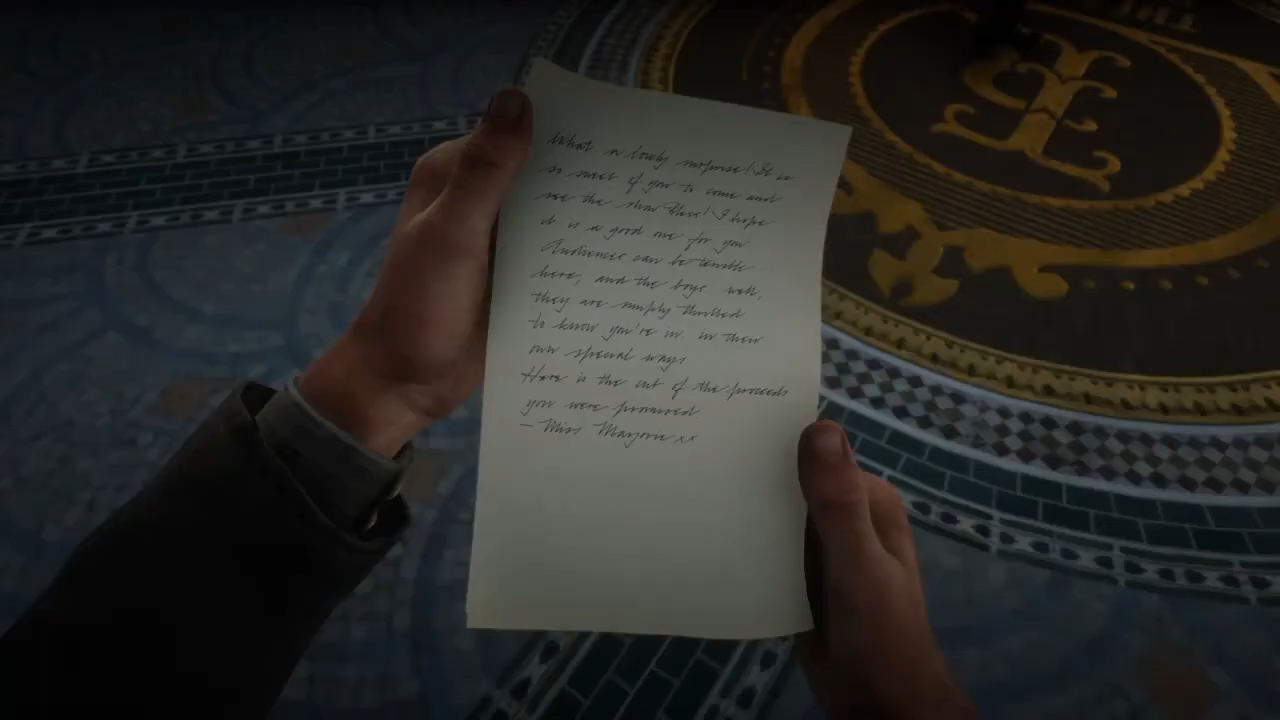 What a lovely surprise! It is
so sweet of you to come and
see the show these! I hope
it is a good one for you
Audiences can be terrible
here, and the boys well,
they are simply thrilled
to know you're in in their
own special ways.
Here is the cut of the proceeds
you were promised
- Miss Marjorie xx